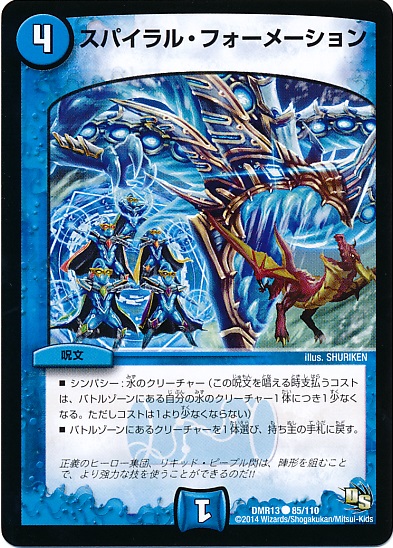 4
スパイラル・フォーメーション
illus. SHURIKEN
呪文
■ シンパシー:水のクリーチャー(この呪文を唱える時支払うコスト
は、バトルゾーンにある自分の水のクリーチャー1体につき1少なく
なる。ただしコストは1より少なくならない)
■ バトルゾーンにあるクリーチャーを1体選び、持ち主の手札に戻す。
正義のヒーロー集団、リキッド・ピープル閃は、陣形を組むこと
で、より強力な技を使うことができるのだ!!
1
DMR13 ● 85/110
©2014 Wizards/Shogakukan/Mitsui-Kids
DS